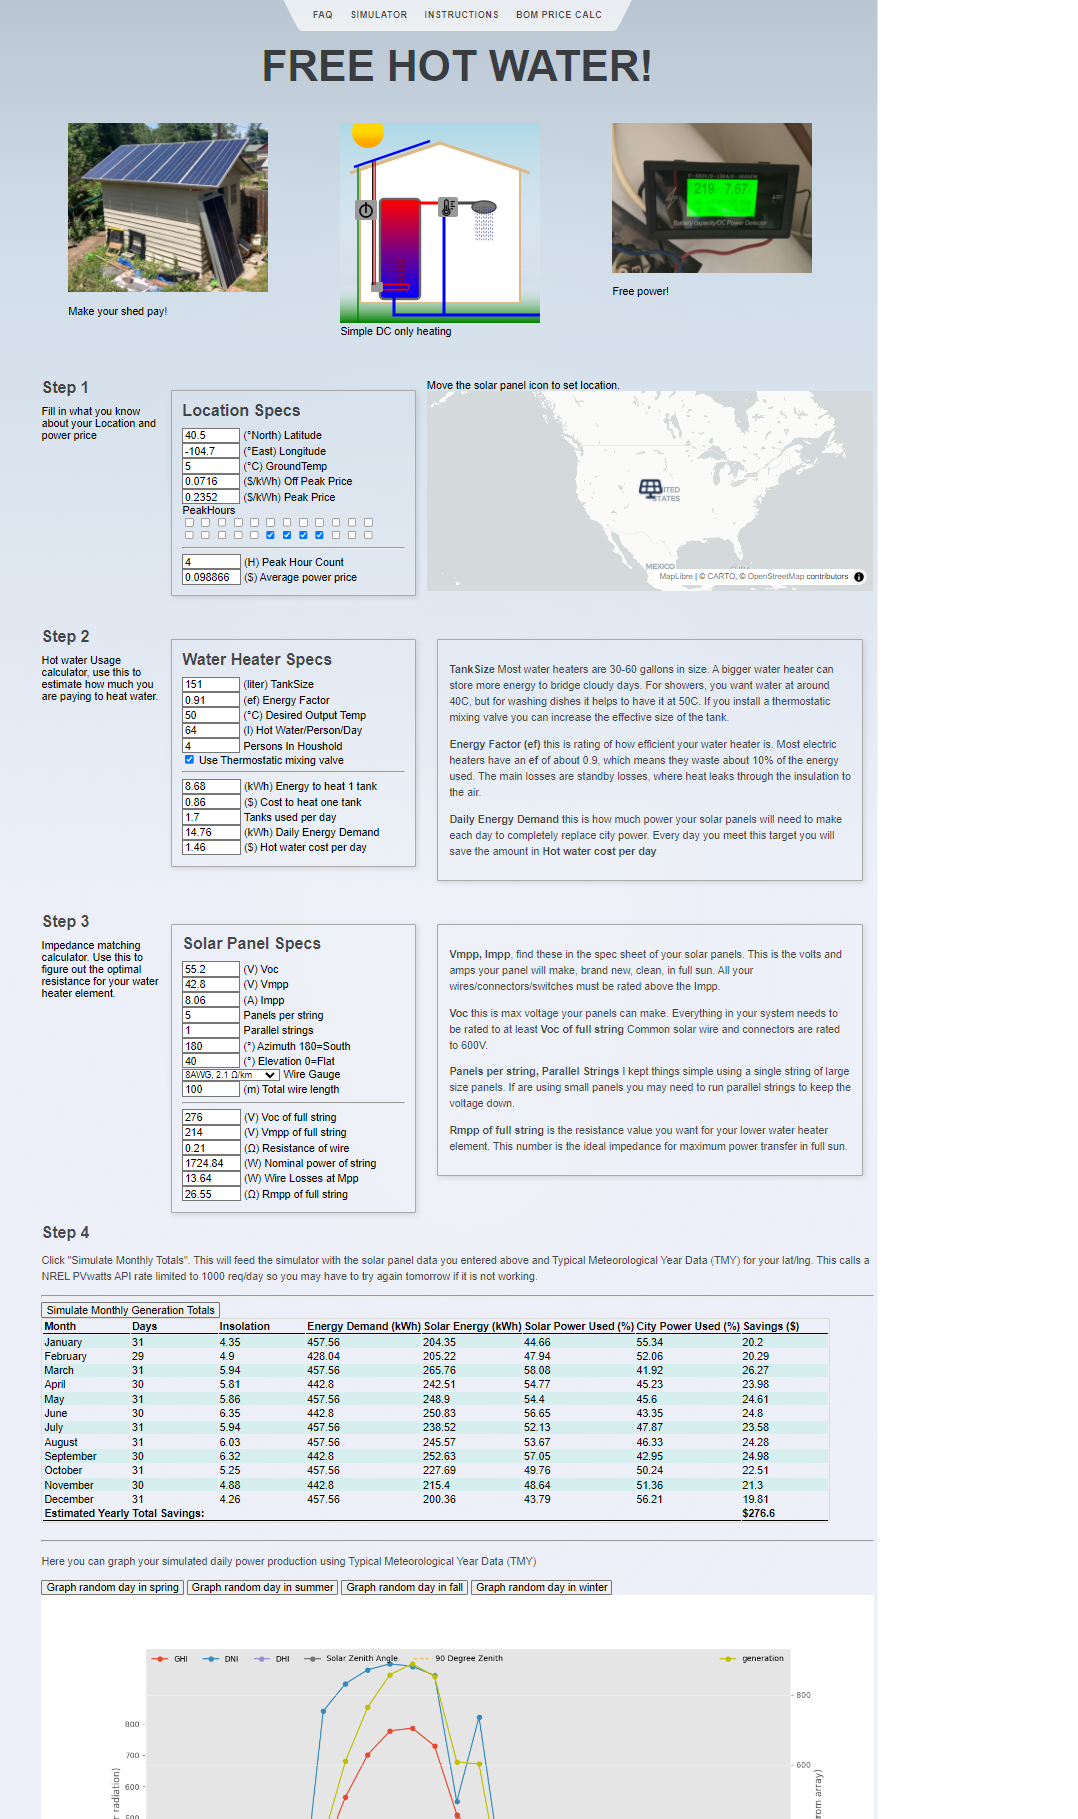 FAQ SIMULATOR INSTRUCTIONS BOM PRICE CALC
FREE HOT WATER!
219 7.67
Battery capacity/DC Power Detector
Make your shed pay!
Simple DC only heating
Free power!
Step 1
Fill in what you know
about your Location and
power price
Location Specs
40.5 (°North) Latitude
-104.7 (°East) Longitude
5 (°C) GroundTemp
0.0716 ($/kWh) Off Peak Price
0.2352 ($/kWh) Peak Price
PeakHours
4 (H) Peak Hour Count
0.098866 ($) Average power price
Move the solar panel icon to set location.
UNITED
STATES
MEXICO
MapLibre | © CARTO, © OpenStreetMap contributors
Step 2
Hot water Usage
calculator, use this to
estimate how much you
are paying to heat water.
Water Heater Specs
151 (liter) TankSize
0.91 (ef) Energy Factor
50 (°C) Desired Output Temp
64 (l) Hot Water/Person/Day
4 Persons In Houshold
Use Thermostatic mixing valve
8.68 (kWh) Energy to heat 1 tank
0.86 ($) Cost to heat one tank
1.7 Tanks used per day
14.76 (kWh) Daily Energy Demand
1.46 ($) Hot water cost per day
TankSize Most water heaters are 30-60 gallons in size. A bigger water heater can
store more energy to bridge cloudy days. For showers, you want water at around
40C, but for washing dishes it helps to have it at 50C. If you install a thermostatic
mixing valve you can increase the effective size of the tank.
Energy Factor (ef) this is rating of how efficient your water heater is. Most electric
heaters have an ef of about 0.9, which means they waste about 10% of the energy
used. The main losses are standby losses, where heat leaks through the insulation to
the air.
Daily Energy Demand this is how much power your solar panels will need to make
each day to completely replace city power. Every day you meet this target you will
save the amount in Hot water cost per day
Step 3
Impedance matching
calculator. Use this to
figure out the optimal
resistance for your water
heater element.
Solar Panel Specs
55.2 (V) Voc
42.8 (V) Vmpp
8.06 (A) Impp
5 Panels per string
1 Parallel strings
180 (°) Azimuth 180=South
40 (°) Elevation 0=Flat
8AWG, 2.1 Ω/km Wire Gauge
100 (m) Total wire length
276 (V) Voc of full string
214 (V) Vmpp of full string
0.21 (Ω) Resistance of wire
1724.84 (W) Nominal power of string
13.64 (W) Wire Losses at Mpp
26.55 (Ω) Rmpp of full string
Vmpp, Impp, find these in the spec sheet of your solar panels. This is the volts and
amps your panel will make, brand new, clean, in full sun. All your
wires/connectors/switches must be rated above the Impp.
Voc this is max voltage your panels can make. Everything in your system needs to
be rated to at least Voc of full string Common solar wire and connectors are rated
to 600V.
Panels per string, Parallel Strings I kept things simple using a single string of large
size panels. If are using small panels you may need to run parallel strings to keep the
voltage down.
Rmpp of full string is the resistance value you want for your lower water heater
element. This number is the ideal impedance for maximum power transfer in full sun.
Step 4
Click "Simulate Monthly Totals". This will feed the simulator with the solar panel data you entered above and Typical Meteorological Year Data (TMY) for your lat/lng. This calls a
NREL PVwatts API rate limited to 1000 req/day so you may have to try again tomorrow if it is not working.
Simulate Monthly Generation Totals
Month Days Insolation Energy Demand (kWh) Solar Energy (kWh) Solar Power Used (%) City Power Used (%) Savings ($)
January 31 4.35 457.56 204.35 44.66 55.34 20.2
February 29 4.9 428.04 205.22 47.94 52.06 20.29
March 31 5.94 457.56 265.76 58.08 41.92 26.27
April 30 5.81 442.8 242.51 54.77 45.23 23.98
May 31 5.86 457.56 248.9 54.4 45.6 24.61
June 30 6.35 442.8 250.83 56.65 43.35 24.8
July 31 5.94 457.56 238.52 52.13 47.87 23.58
August 31 6.03 457.56 245.57 53.67 46.33 24.28
September 30 6.32 442.8 252.63 57.05 42.95 24.98
October 31 5.25 457.56 227.69 49.76 50.24 22.51
November 30 4.88 442.8 215.4 48.64 51.36 21.3
December 31 4.26 457.56 200.36 43.79 56.21 19.81
Estimated Yearly Total Savings: $276.6
Here you can graph your simulated daily power production using Typical Meteorological Year Data (TMY)
Graph random day in spring Graph random day in summer Graph random day in fall Graph random day in winter
GHI DNI DHI Solar Zenith Angle 90 Degree Zenith generation
800
800
700
600
600
500
radiation)
from array)